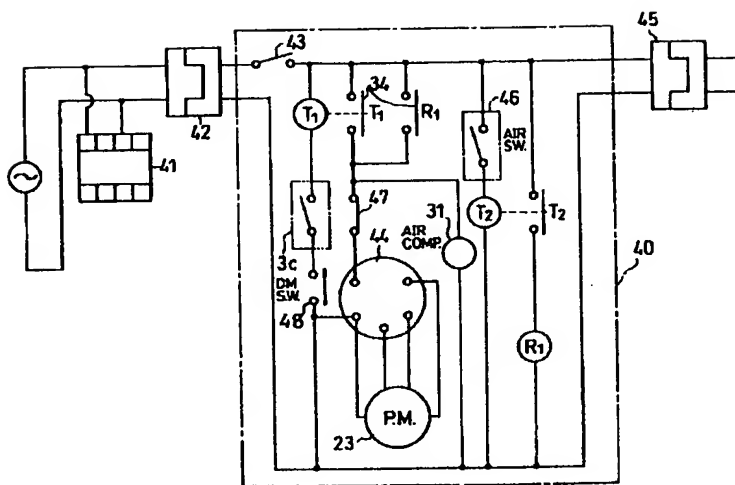 45
43
34
46
T1
T1
R1
AIR
SW.
42
41
47
31
T2
T2
AIR
COMP.
44
40
3c
DM
S.W.
48
R1
P.M.
23